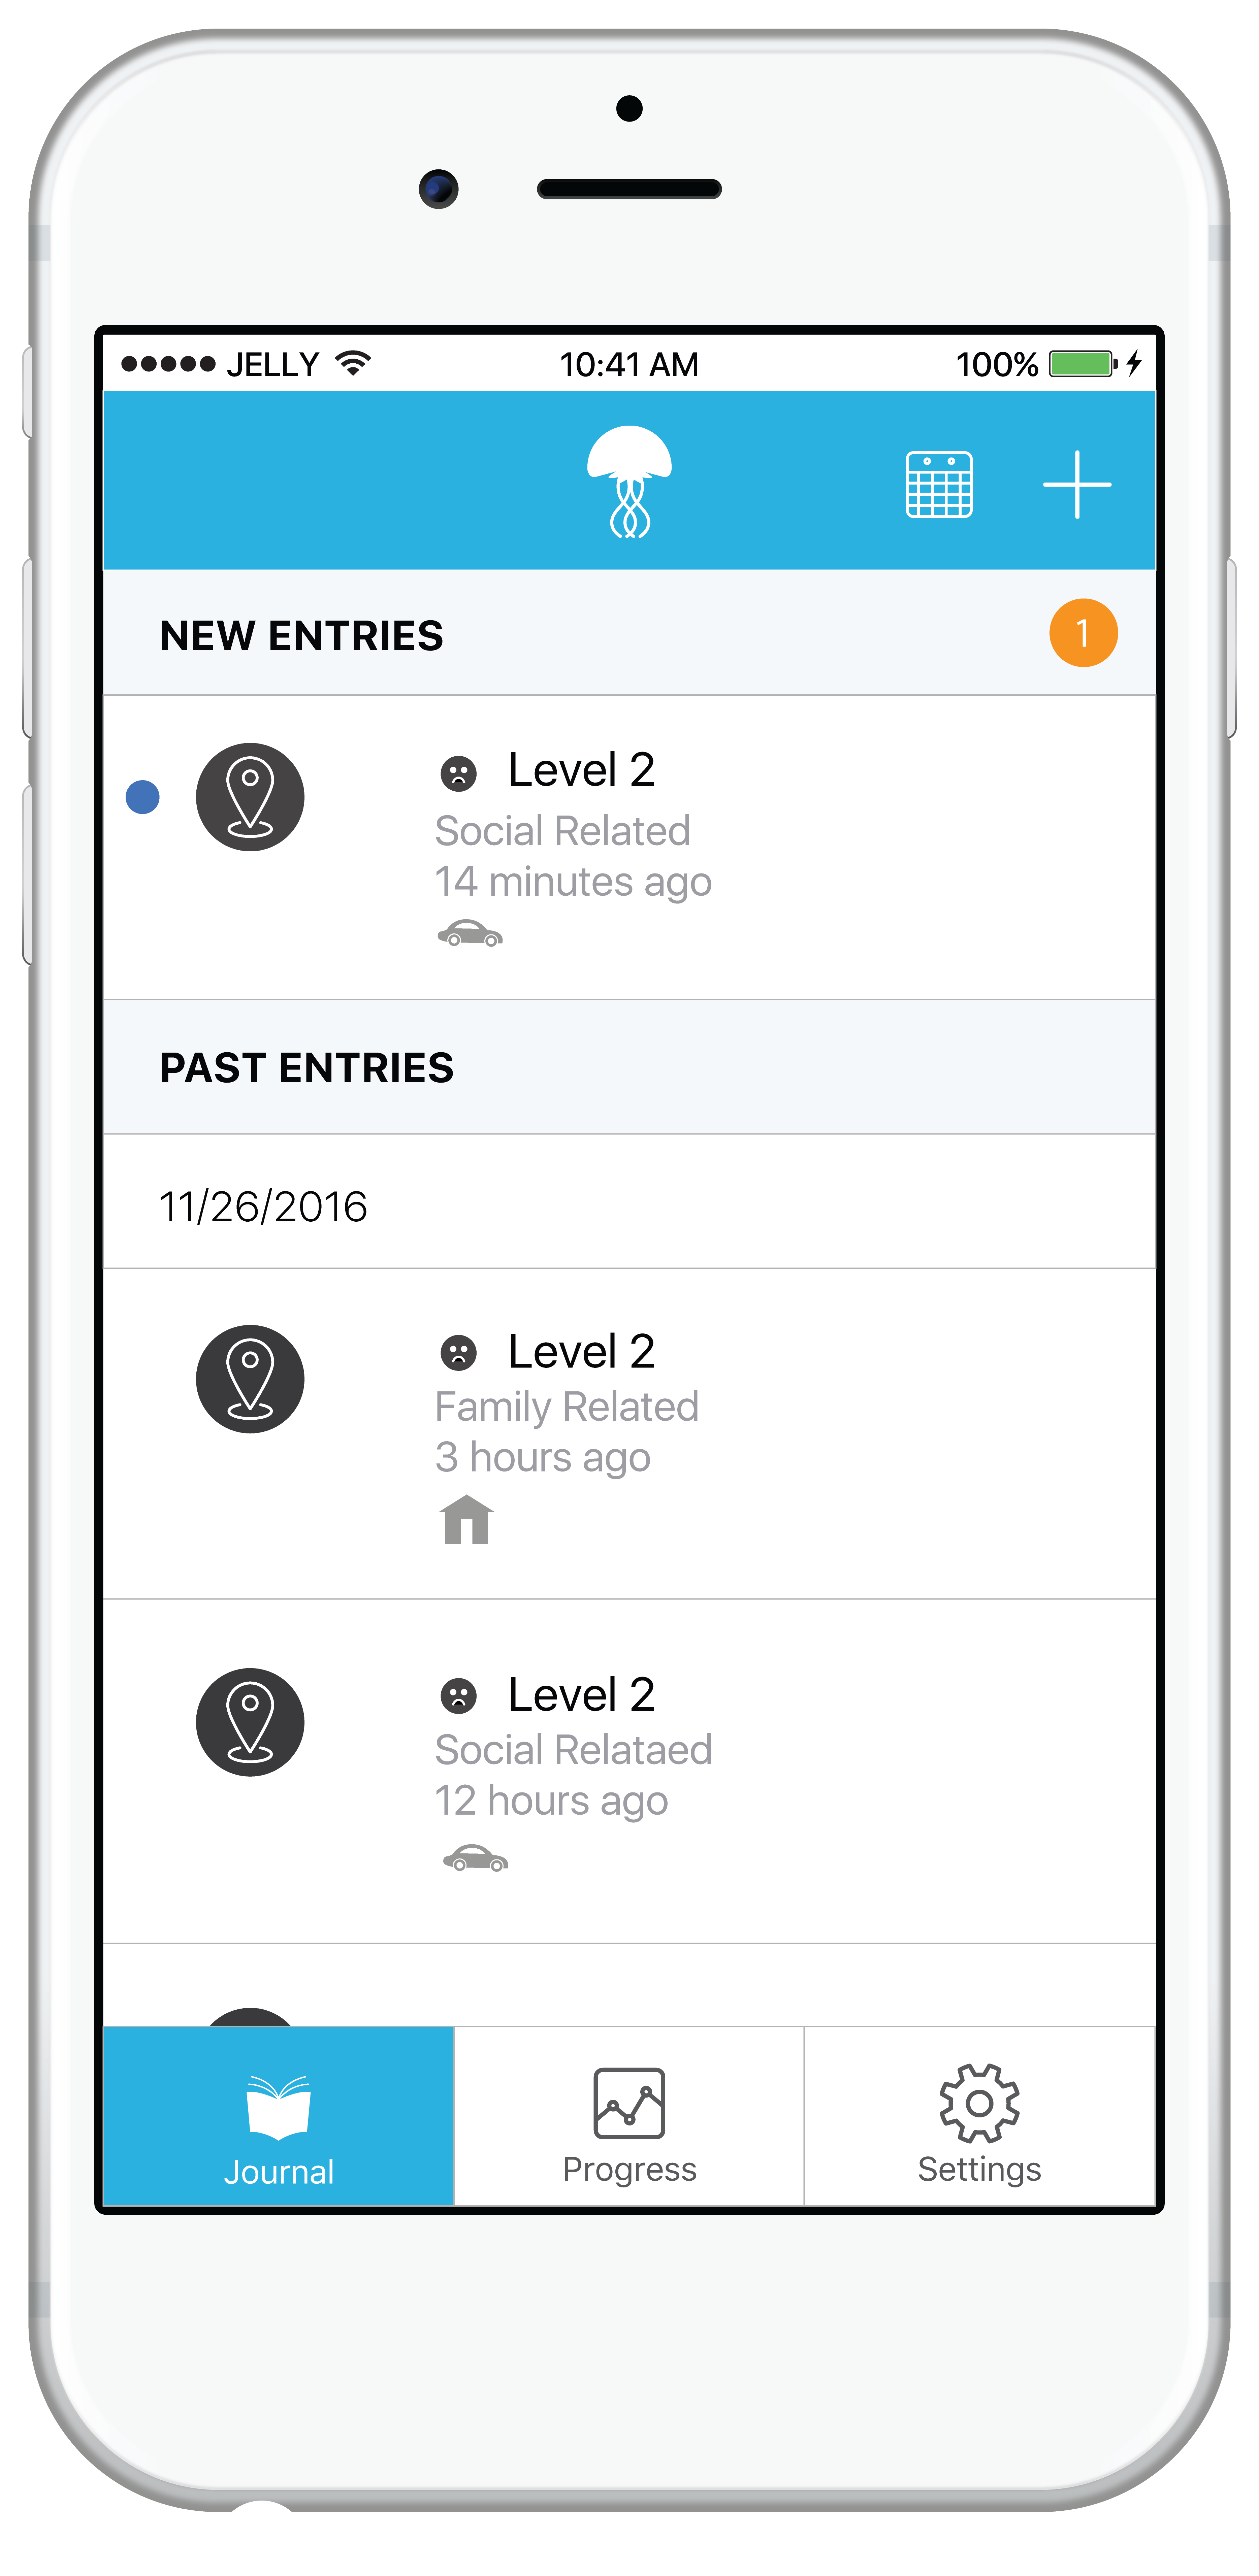 JELLY 10:41 AM 100%
NEW ENTRIES 1
Level 2
Social Related
14 minutes ago
PAST ENTRIES
11/26/2016
Level 2
Family Related
3 hours ago
Level 2
Social Relataed
12 hours ago
Journal Progress Settings